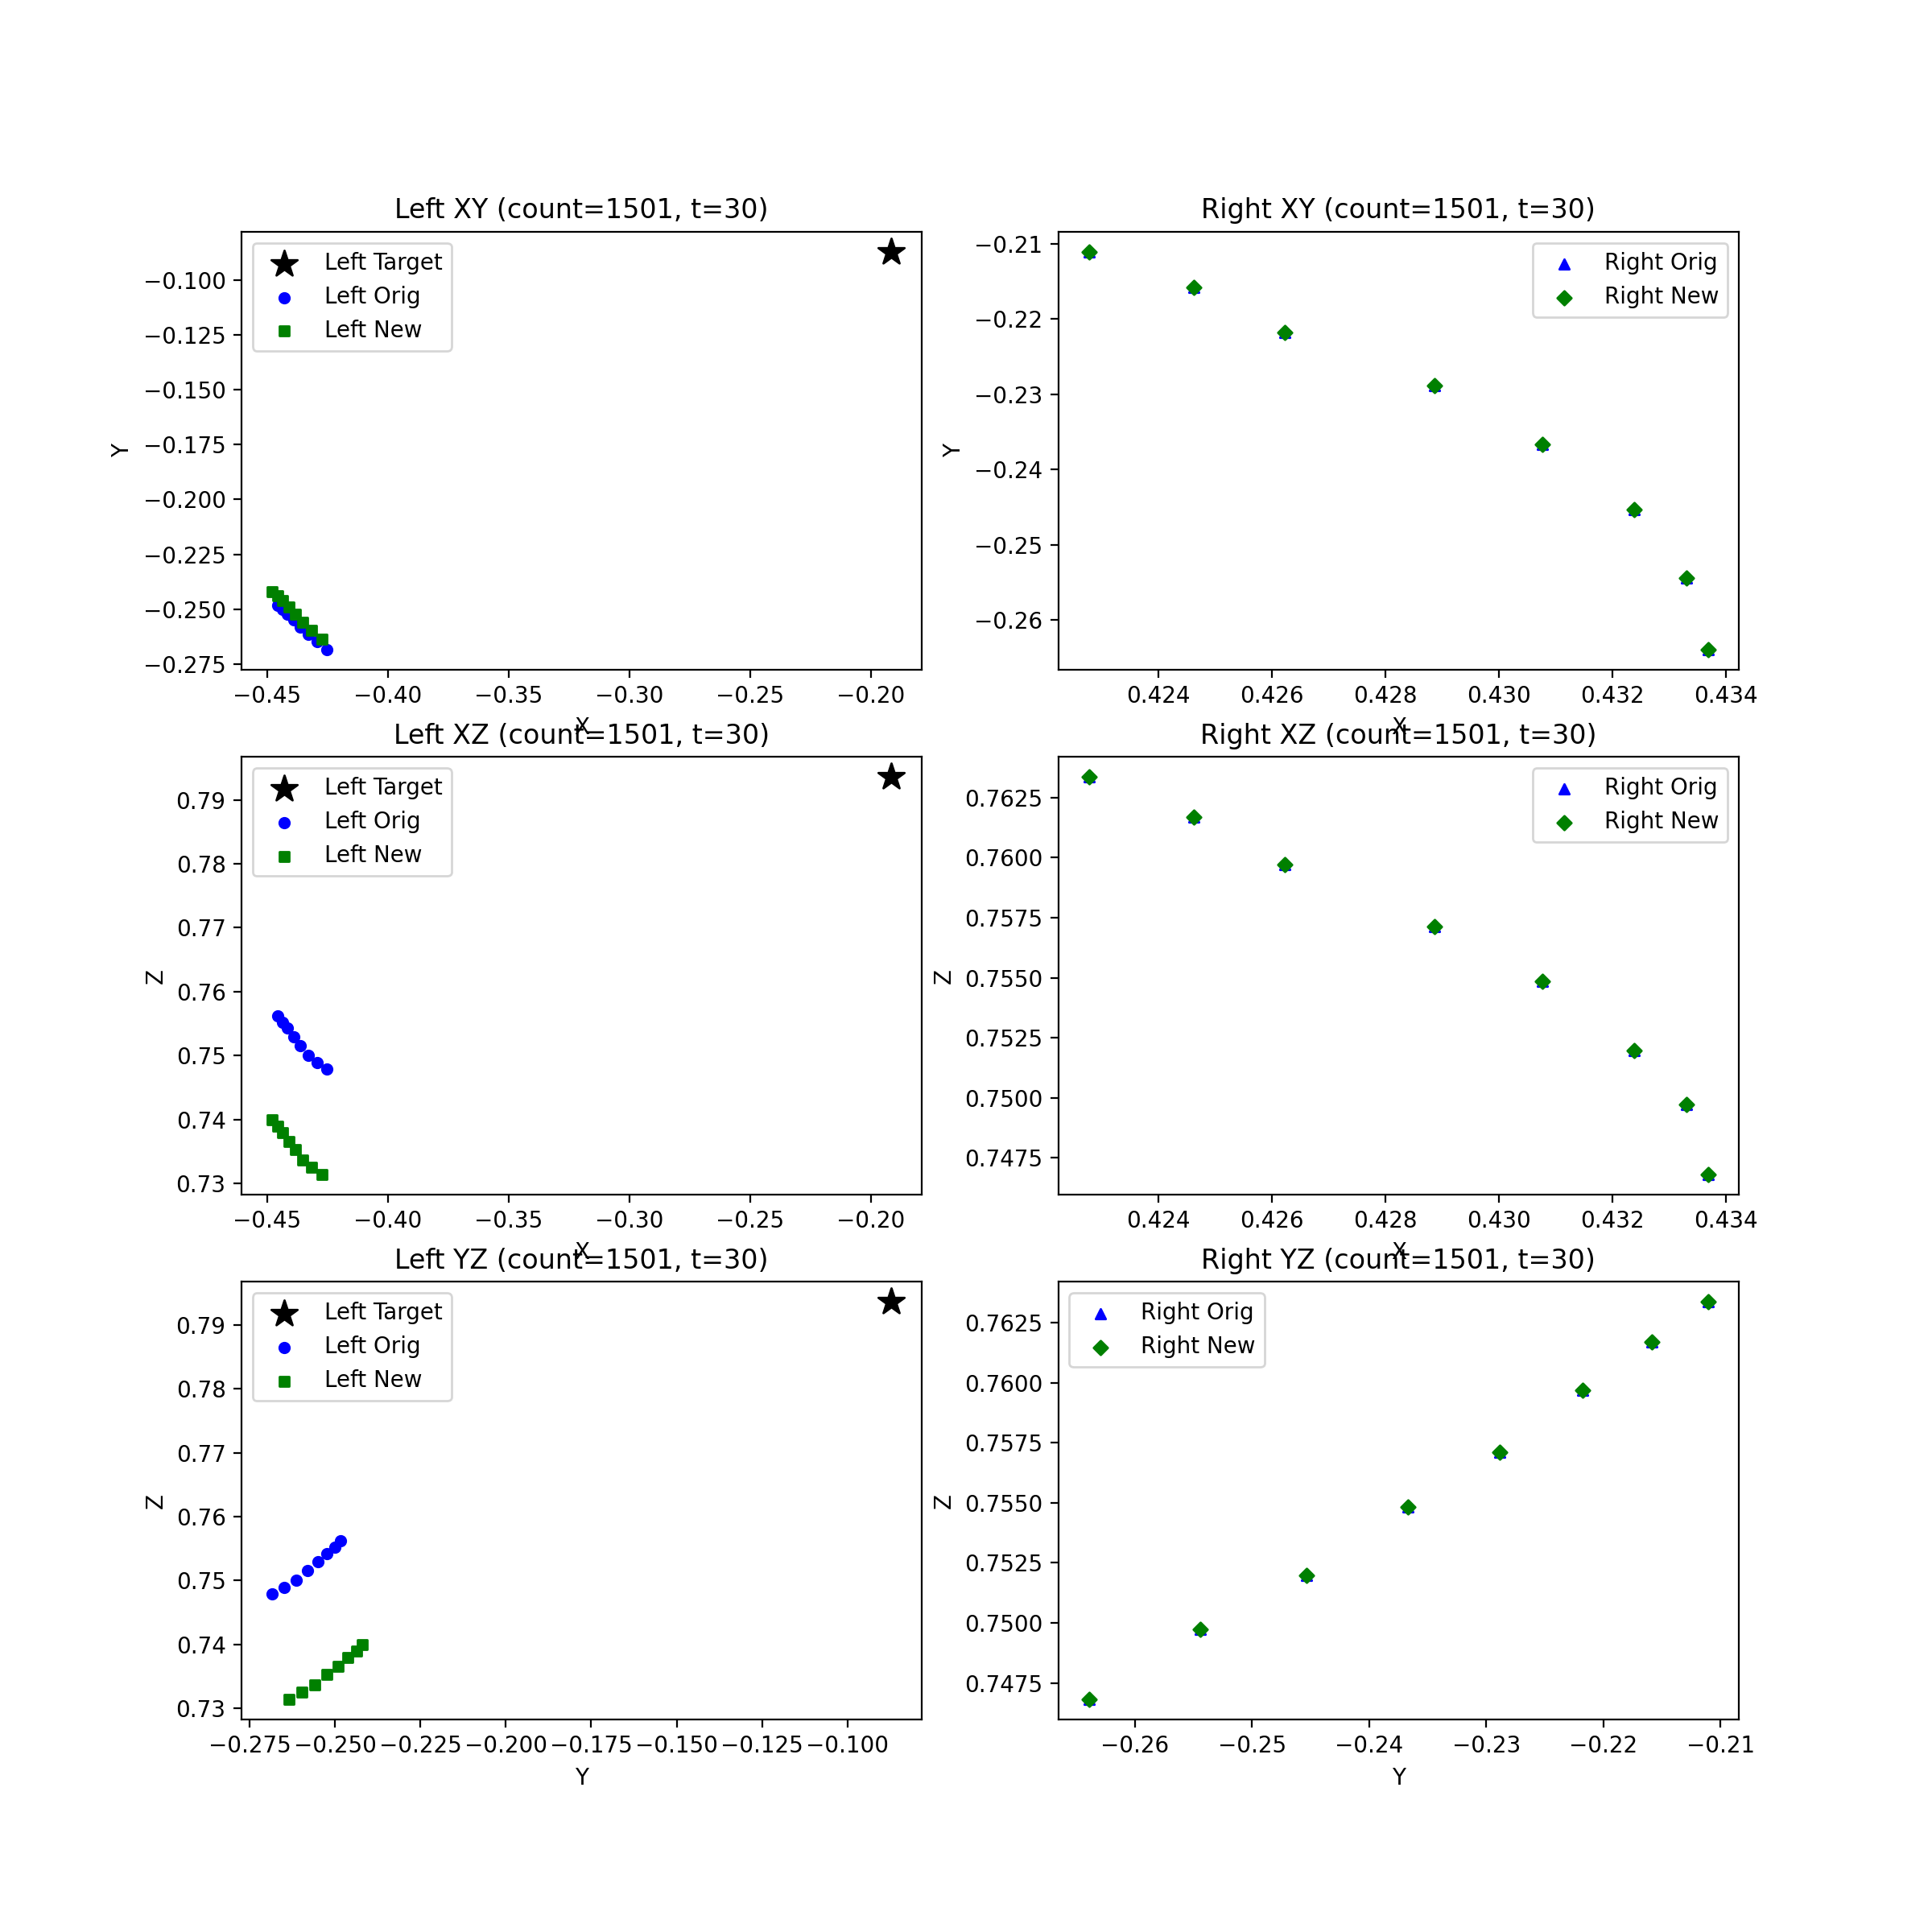 Left XY (count=1501, t=30)
Left Target
Left Orig
Left New
−0.100
−0.125
−0.150
−0.175
−0.200
−0.225
−0.250
−0.275
Y
−0.45 −0.40 −0.35 −0.30 −0.25 −0.20
X
Right XY (count=1501, t=30)
Right Orig
Right New
−0.21
−0.22
−0.23
−0.24
−0.25
−0.26
Y
0.424 0.426 0.428 0.430 0.432 0.434
X
Left XZ (count=1501, t=30)
Left Target
Left Orig
Left New
0.79
0.78
0.77
0.76
0.75
0.74
0.73
Z
−0.45 −0.40 −0.35 −0.30 −0.25 −0.20
X
Right XZ (count=1501, t=30)
Right Orig
Right New
0.7625
0.7600
0.7575
0.7550
0.7525
0.7500
0.7475
Z
0.424 0.426 0.428 0.430 0.432 0.434
X
Left YZ (count=1501, t=30)
Left Target
Left Orig
Left New
0.79
0.78
0.77
0.76
0.75
0.74
0.73
Z
−0.275 −0.250 −0.225 −0.200 −0.175 −0.150 −0.125 −0.100
Y
Right YZ (count=1501, t=30)
Right Orig
Right New
0.7625
0.7600
0.7575
0.7550
0.7525
0.7500
0.7475
Z
−0.26 −0.25 −0.24 −0.23 −0.22 −0.21
Y